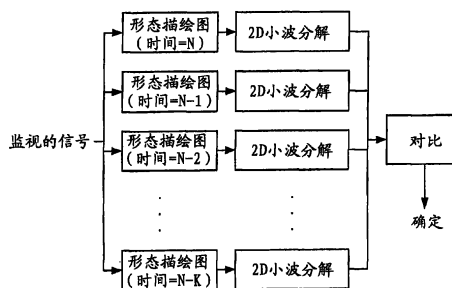 形态描绘图
(时间=N)
2D小波分解
形态描绘图
(时间=N-1)
2D小波分解
监视的信号
形态描绘图
(时间=N-2)
2D小波分解
对比
确定
形态描绘图
(时间=N-K)
2D小波分解